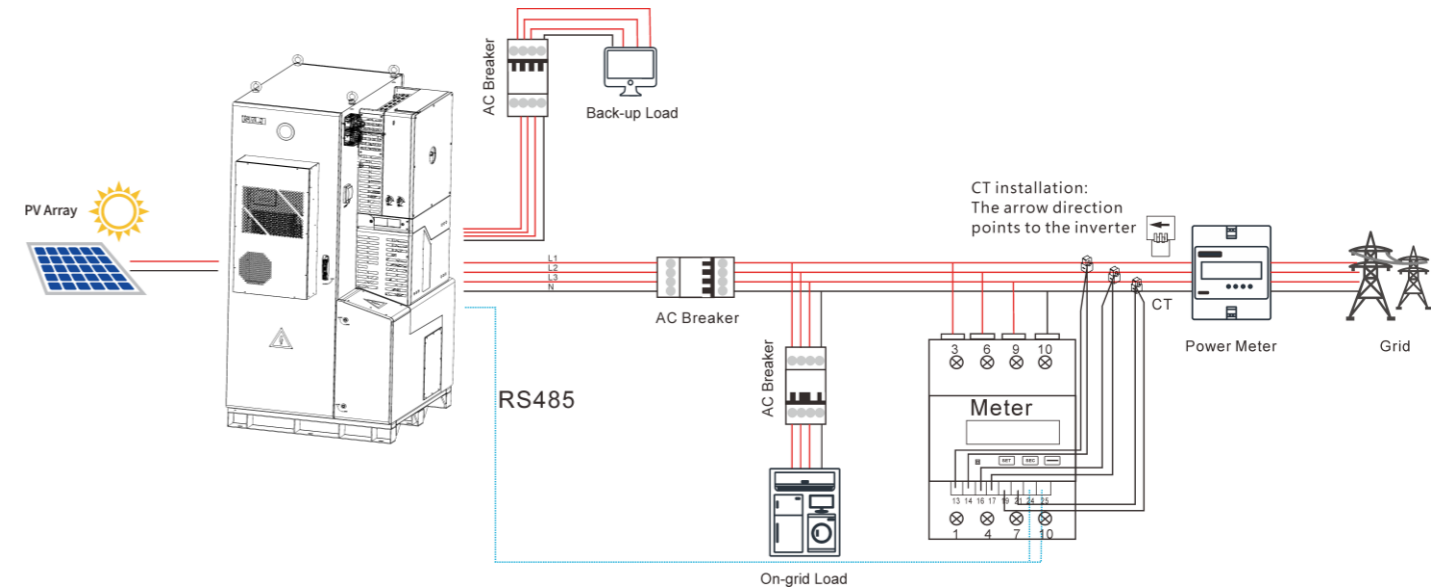 AC Breaker
Back-up Load
PV Array
CT installation:
The arrow direction
points to the inverter
L1
L2
L3
N
AC Breaker
CT
Power Meter
Grid
AC Breaker
RS485
3 6 9 10
Meter
SET
13 14 16 17 19 21 24 25
1 4 7 10
On-grid Load